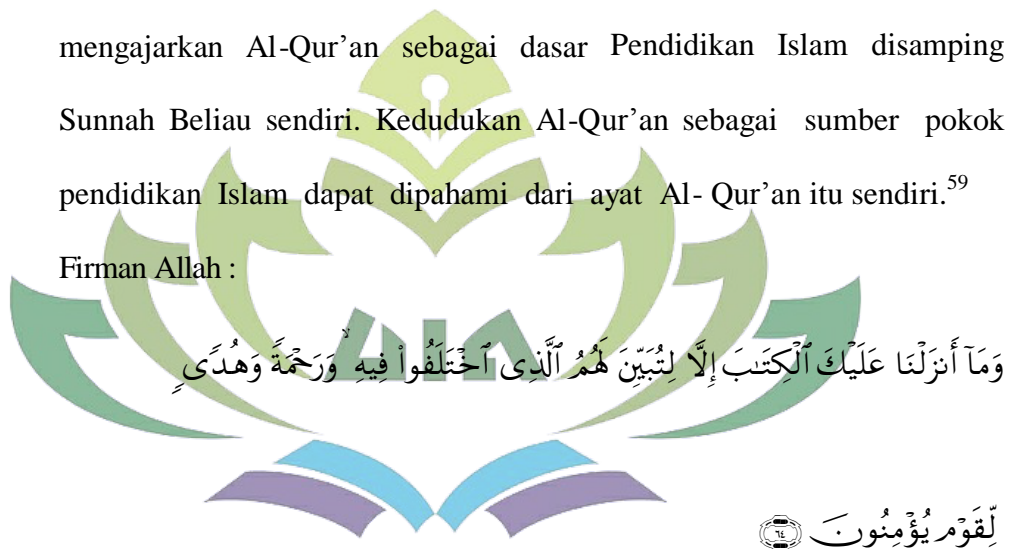 mengajarkan Al-Qur’an sebagai dasar Pendidikan Islam disamping
Sunnah Beliau sendiri. Kedudukan Al-Qur’an sebagai sumber pokok
pendidikan Islam dapat dipahami dari ayat Al- Qur’an itu sendiri.⁵⁹
Firman Allah :
وَمَآ أَنزَلْنَا عَلَيْكَ ٱلْكِتَـٰبَ إِلَّا لِتُبَيِّنَ لَهُمُ ٱلَّذِى ٱخْتَلَفُوا۟ فِيهِ ۙ وَرَحْمَةً وَهُدًى
لِّقَوْمٍ يُؤْمِنُونَ ۝٦٤